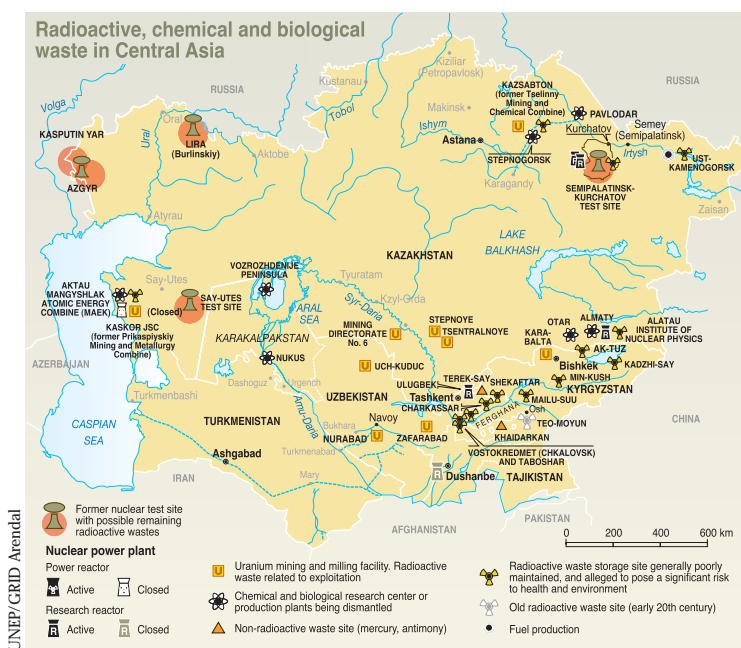 Radioactive, chemical and biological
waste in Central Asia
RUSSIA
RUSSIA
Kiziliar
(Petropavlosk)
Kustanau
Volga
Tobol
Makinsk
KAZSABTON
(former Tselinny
Mining and
Chemical Combine)
PAVLODAR
Kurchatov
Semey
(Semipalatinsk)
KASPUTIN YAR
Oral
Ural
LIRA
(Burlinskiy)
Aktobe
Ishym
Astana
STEPNOGORSK
Irtysh
UST-
KAMENOGORSK
AZGYR
Karagandy
SEMIPALATINSK-
KURCHATOV
TEST SITE
Zaisan
Atyrau
LAKE
BALKHASH
KAZAKHSTAN
VOZROZHDENIJE
PENINSULA
Tyuratam
AKTAU
MANGYSHLAK
ATOMIC ENERGY
COMBINE (MAEK)
Say-Utes
(Closed)
SAY-UTES
TEST SITE
ARAL
SEA
Syr-Daria
Kzyl-Orda
KASKOR JSC
(former Prikaspiyskiy
Mining and Metallurgy
Combine)
KARAKALPAKSTAN
MINING
DIRECTORATE
No. 6
STEPNOYE
TSENTRALNOYE
OTAR
ALMATY
ALATAU
INSTITUTE OF
NUCLEAR PHYSICS
KARA-
BALTA
AK-TUZ
NUKUS
Bishkek
KADZHI-SAY
AZERBAIJAN
UCH-KUDUC
Dashoguz
Urgench
ULUGBEK
TEREK-SAY
SHEKAFTAR
MIN-KUSH
KYRGYZSTAN
Turkmenbashi
UZBEKISTAN
Tashkent
MAILU-SUU
CHARKASSAR
FERGHANA
Osh
TEO-MOYUN
CHINA
CASPIAN
SEA
TURKMENISTAN
Amu-Daria
Bukhara
Navoy
NURABAD
ZAFARABAD
KHAIDARKAN
Turkmenabad
VOSTOKREDMET (CHKALOVSK)
AND TABOSHAR
Ashgabad
Mary
Dushanbe
TAJIKISTAN
IRAN
AFGHANISTAN
PAKISTAN
0
200
400
600 km
Former nuclear test site
with possible remaining
radioactive wastes
Nuclear power plant
Power reactor
Active
Closed
Research reactor
R
Active
R
Closed
U
Uranium mining and milling facility. Radioactive
waste related to exploitation
Chemical and biological research center or
production plants being dismantled
Non-radioactive waste site (mercury, antimony)
Radioactive waste storage site generally poorly
maintained, and alleged to pose a significant risk
to health and environment
Old radioactive waste site (early 20th century)
Fuel production
UNEP/GRID Arendal